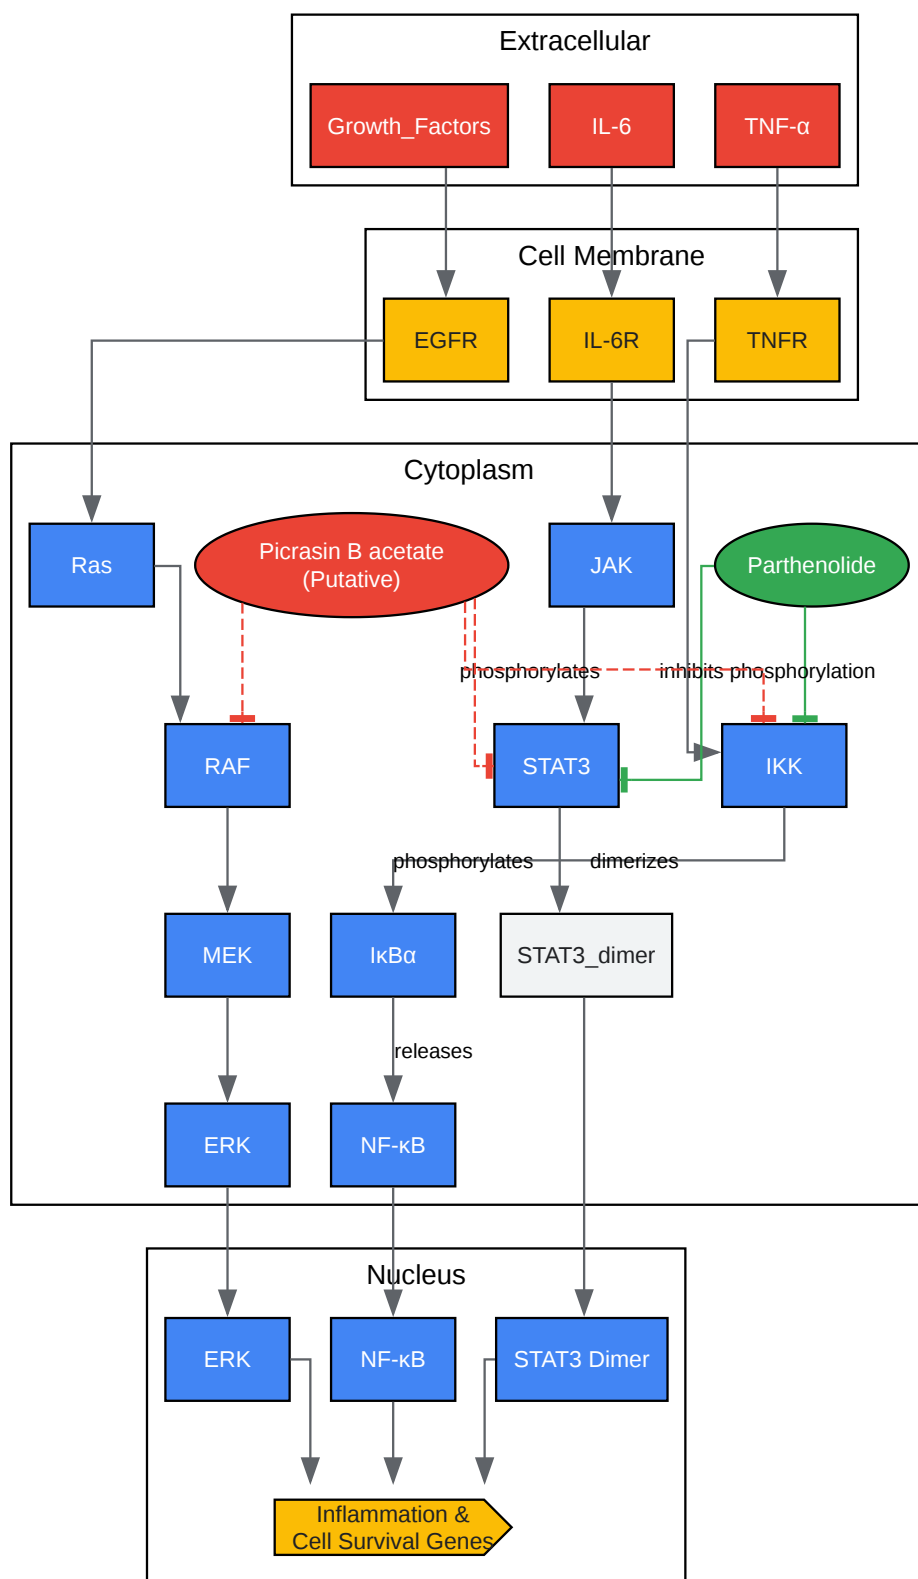 Extracellular
Growth_Factors
IL-6
TNF-α
Cell Membrane
EGFR
IL-6R
TNFR
Cytoplasm
Ras
Picrasin B acetate
(Putative)
JAK
Parthenolide
phosphorylates
inhibits phosphorylation
RAF
STAT3
IKK
phosphorylates
dimerizes
MEK
IκBα
STAT3_dimer
releases
ERK
NF-κB
Nucleus
ERK
NF-κB
STAT3 Dimer
Inflammation &
Cell Survival Genes